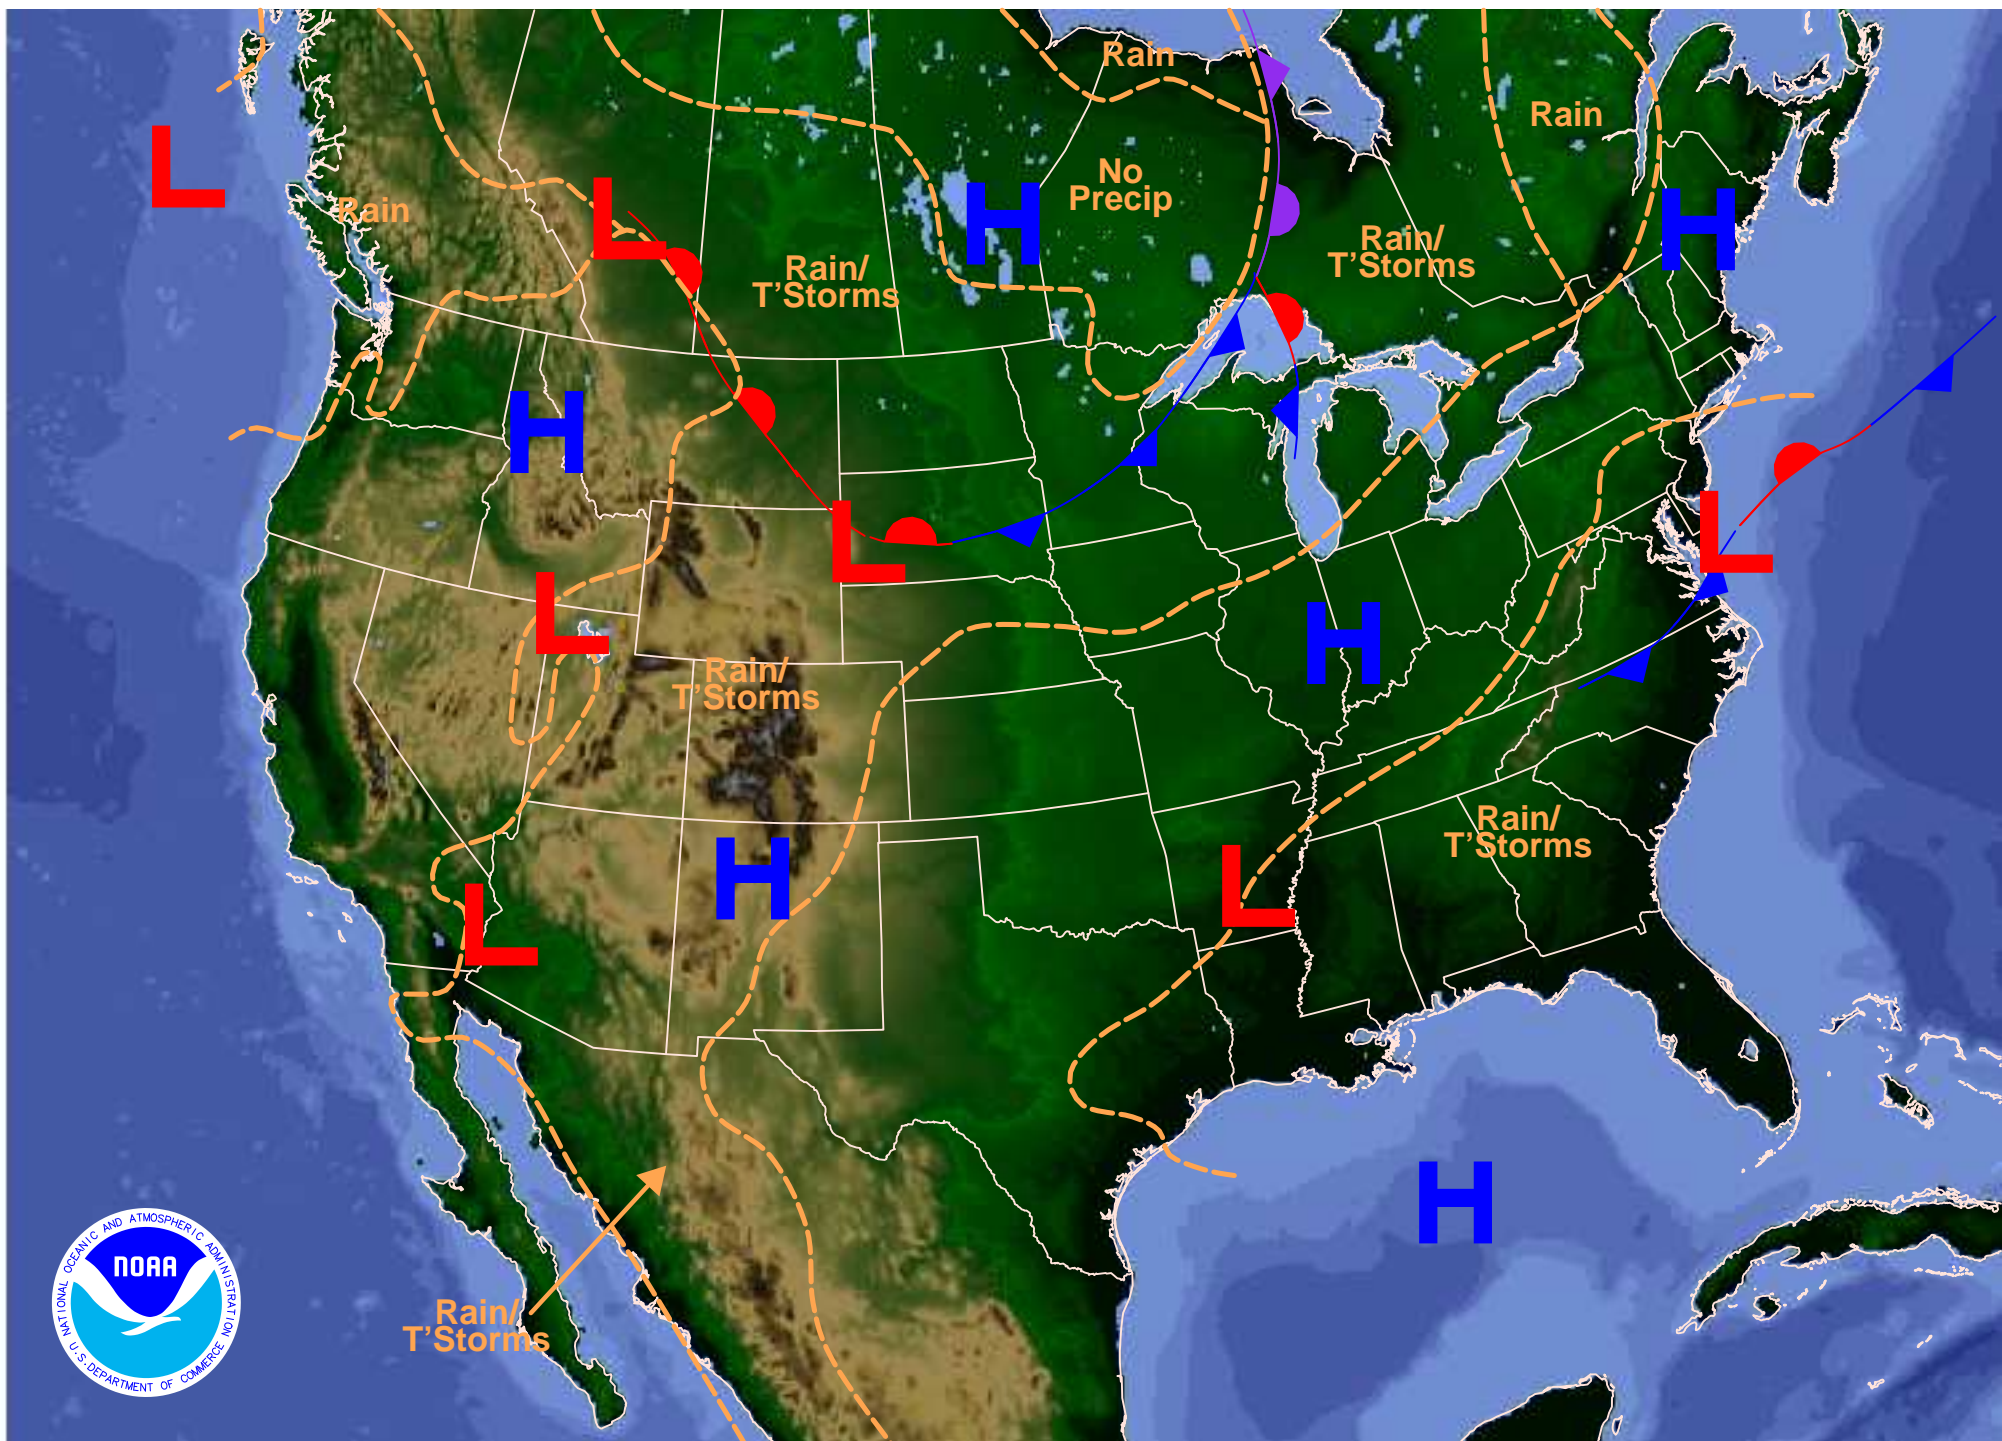 Rain
Rain
L
No
Precip
Rain
L
H
H
Rain/
T'Storms
Rain/
T'Storms
H
L
L
L
H
Rain/
T'Storms
Rain/
T'Storms
H
L
L
H
Rain/
T'Storms
NATIONAL OCEANIC AND ATMOSPHERIC ADMINISTRATION
NOAA
U.S. DEPARTMENT OF COMMERCE